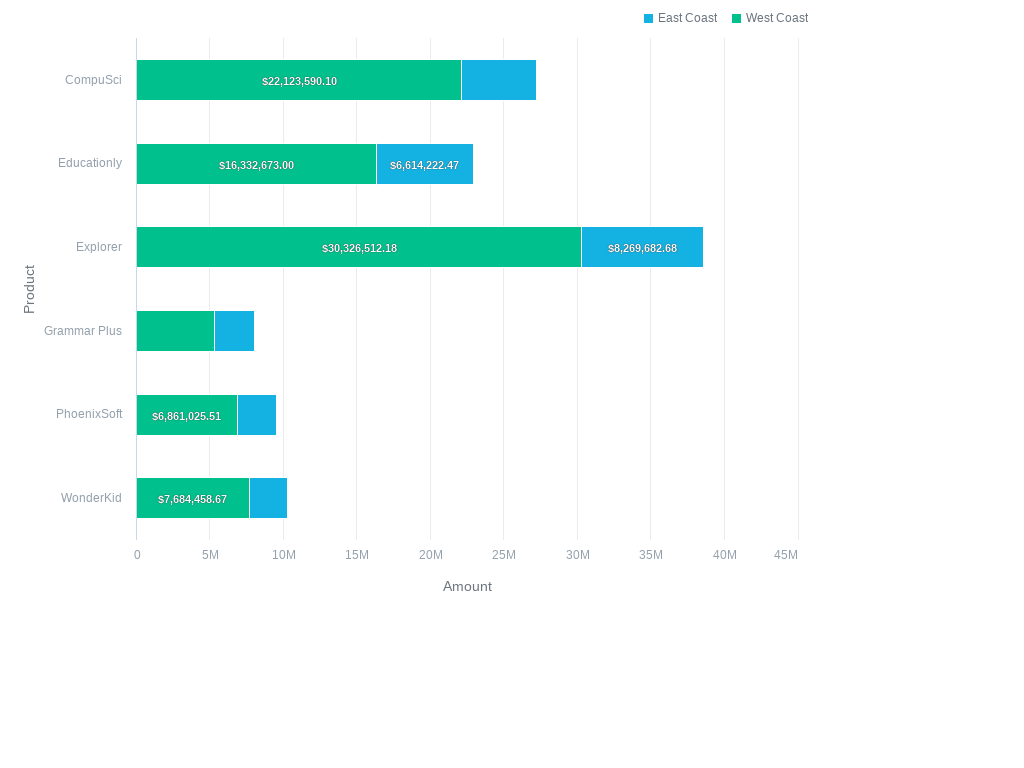 East Coast West Coast
CompuSci $22,123,590.10
Educationly $16,332,673.00 $6,614,222.47
Explorer $30,326,512.18 $8,269,682.68
Product
Grammar Plus
PhoenixSoft $6,861,025.51
WonderKid $7,684,458.67
0 5M 10M 15M 20M 25M 30M 35M 40M 45M
Amount